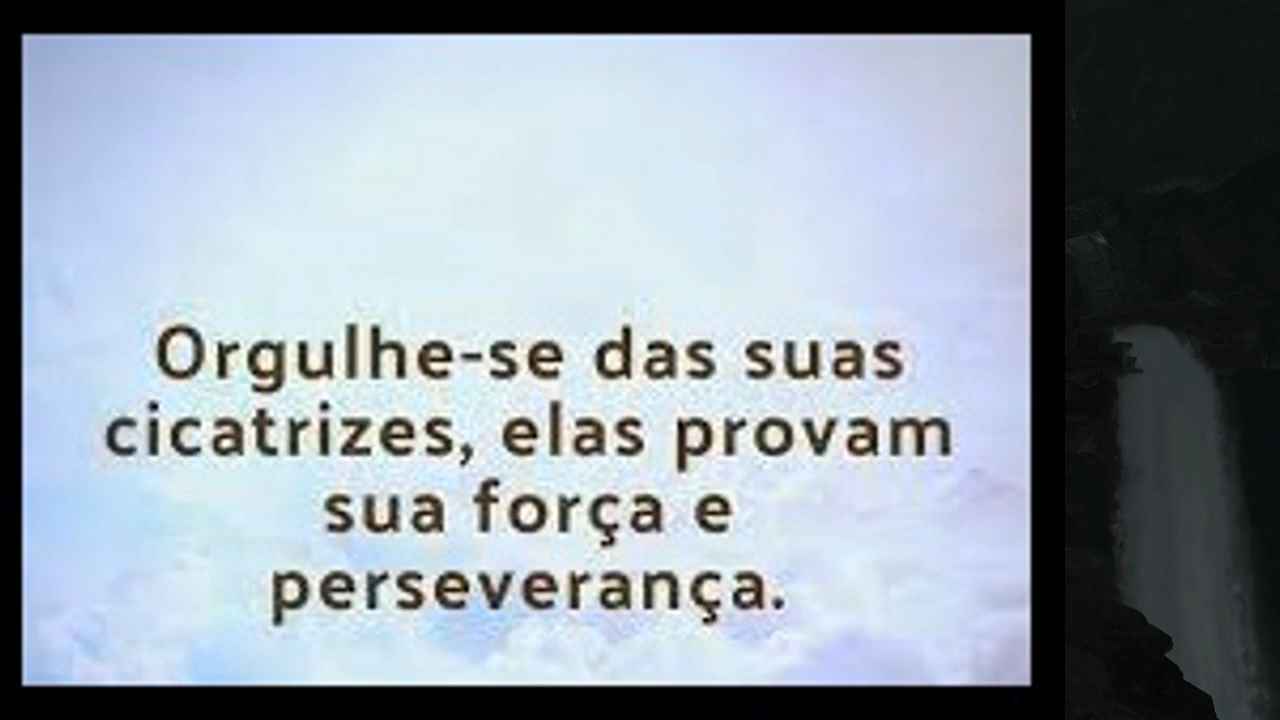 Orgulhe-se das suas
cicatrizes, elas provam
sua força e
perseverança.